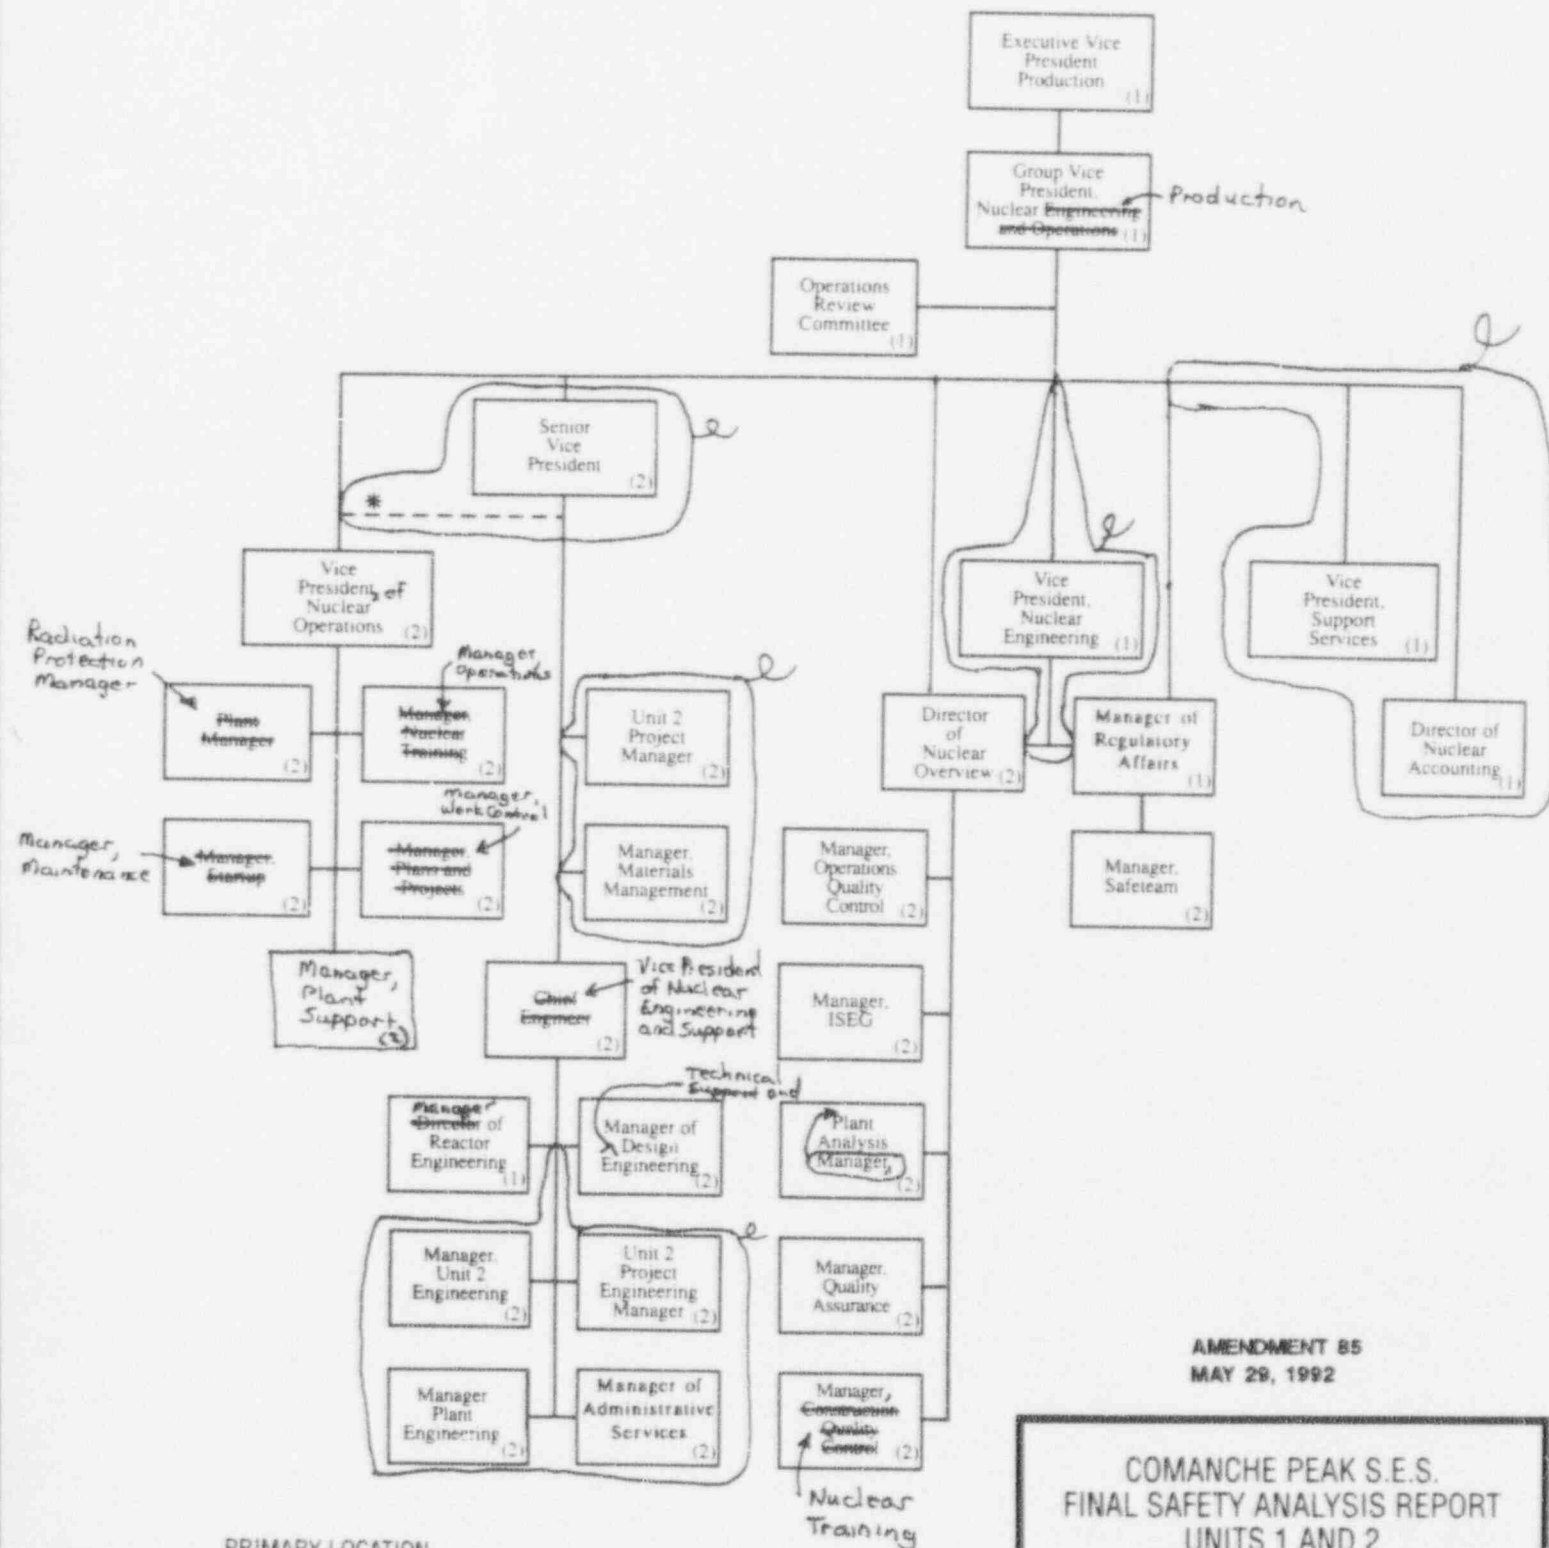 Executive Vice
President
Production
(1)
Group Vice
President,
Nuclear Engineering
and Operations (1)
Production
Operations
Review
Committee
(1)
Senior
Vice
President
(2)
*
Vice
President, of
Nuclear
Operations (2)
Vice
President,
Nuclear
Engineering (1)
Vice
President,
Support
Services (1)
Radiation
Protection
Manager
Plant
Manager
(2)
Manager
Operations
Manager,
Nuclear
Training
(2)
Unit 2
Project
Manager
(2)
Director
of
Nuclear
Overview (2)
Manager of
Regulatory
Affairs
(1)
Director of
Nuclear
Accounting (1)
Manager,
Maintenance
Manager,
Startup
(2)
Manager,
Work Control
Manager,
Plans and
Projects
(2)
Manager,
Materials
Management
(2)
Manager,
Operations
Quality
Control (2)
Manager,
Safeteam
(2)
Manager,
Plant
Support
(2)
Chief
Engineer
(2)
Vice President
of Nuclear
Engineering
and Support
Manager,
ISEG
(2)
Manager
Director of
Reactor
Engineering
(1)
Technical
Support and
Manager of
Design
Engineering
(2)
Plant
Analysis
Manager,
(2)
Manager,
Unit 2
Engineering
(2)
Unit 2
Project
Engineering
Manager (2)
Manager,
Quality
Assurance
(2)
Manager
Plant
Engineering
(2)
Manager of
Administrative
Services
(2)
Manager,
Construction
Quality
Control (2)
Nuclear
Training
AMENDMENT 85
MAY 29, 1992
COMANCHE PEAK S.E.S.
FINAL SAFETY ANALYSIS REPORT
UNITS 1 AND 2
PRIMARY LOCATION